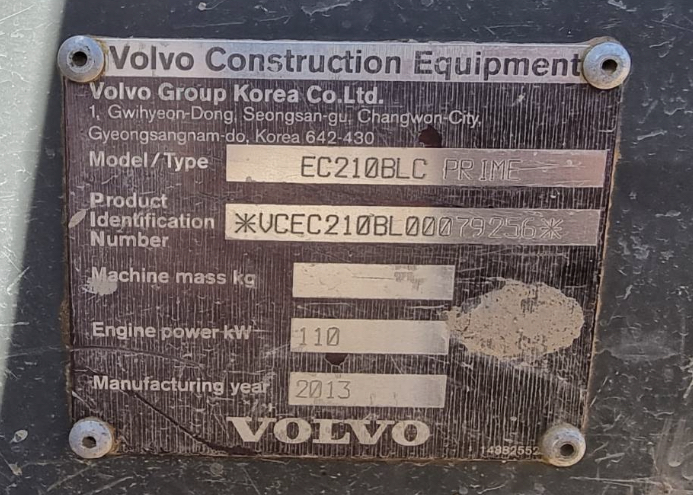 Volvo Construction Equipment
Volvo Group Korea Co.Ltd.
1, Gwihyeon-Dong, Seongsan-gu, Changwon-City,
Gyeongsangnam-do, Korea 642-430
Model/Type EC210BLC PRIME
Product
Identification
Number
*VCEC210BL00079256*
Machine mass kg
Engine power kW 110
Manufacturing year 2013
VOLVO
14882552